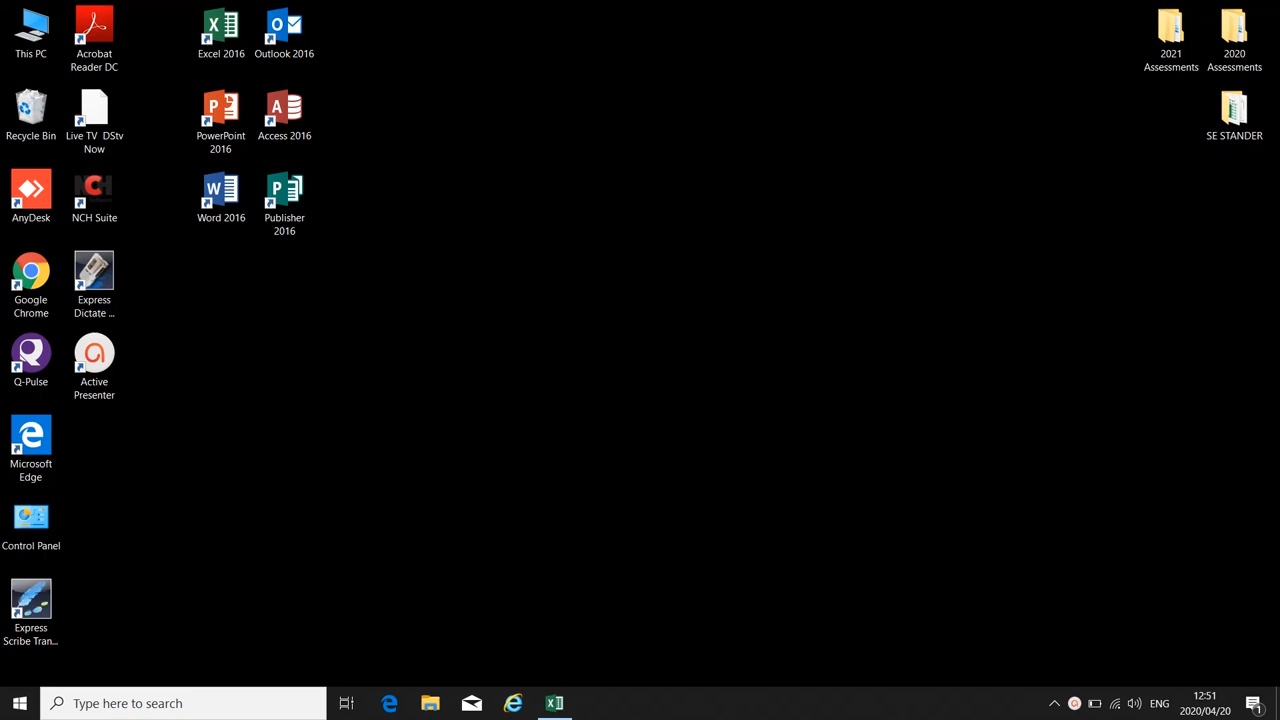 This PC
Acrobat
Reader DC
Excel 2016
Outlook 2016
2021
Assessments
2020
Assessments
Recycle Bin
Live TV DStv
Now
PowerPoint
2016
Access 2016
SE STANDER
AnyDesk
NCH
NCH Suite
Word 2016
Publisher
2016
Google
Chrome
Express
Dictate ...
Q-Pulse
Active
Presenter
Microsoft
Edge
Control Panel
Express
Scribe Tran...
Type here to search
ENG
12:51
2020/04/20
1